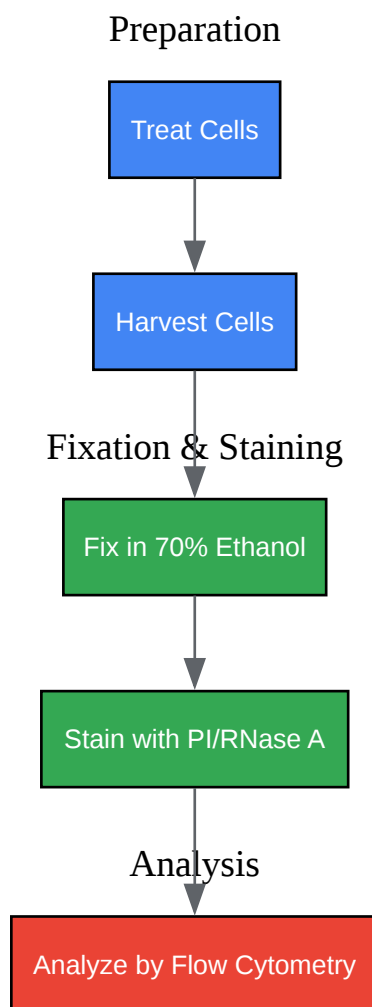 Preparation
Treat Cells
Harvest Cells
Fixation & Staining
Fix in 70% Ethanol
Stain with PI/RNase A
Analysis
Analyze by Flow Cytometry